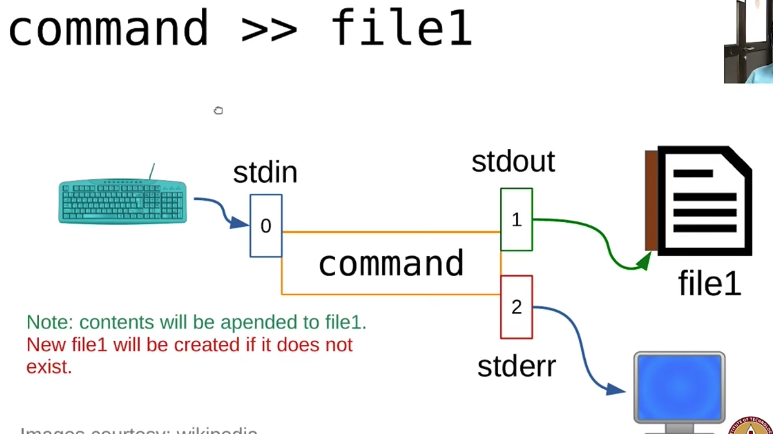 command >> file1
stdin
stdout
0
1
command
file1
2
Note: contents will be apended to file1.
New file1 will be created if it does not
exist.
stderr
Images courtesy: wikipedia